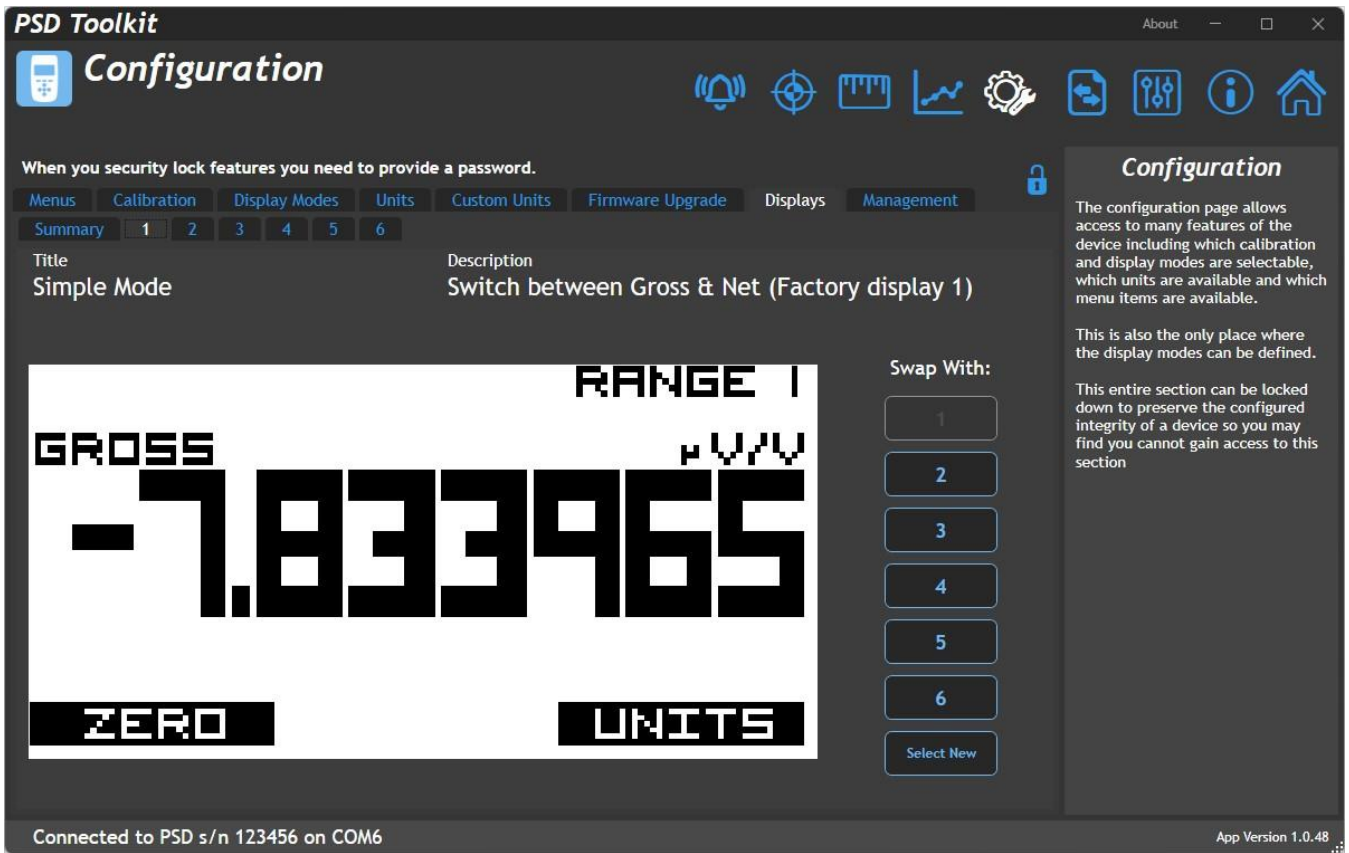 PSD Toolkit
About
Configuration
When you security lock features you need to provide a password.
Menus Calibration Display Modes Units Custom Units Firmware Upgrade Displays Management
Summary 1 2 3 4 5 6
Title
Simple Mode
Description
Switch between Gross & Net (Factory display 1)
RANGE 1
GROSS
µV/V
-7.833965
ZERO
UNITS
Swap With:
1
2
3
4
5
6
Select New
Configuration
The configuration page allows
access to many features of the
device including which calibration
and display modes are selectable,
which units are available and which
menu items are available.
This is also the only place where
the display modes can be defined.
This entire section can be locked
down to preserve the configured
integrity of a device so you may
find you cannot gain access to this
section
Connected to PSD s/n 123456 on COM6
App Version 1.0.48